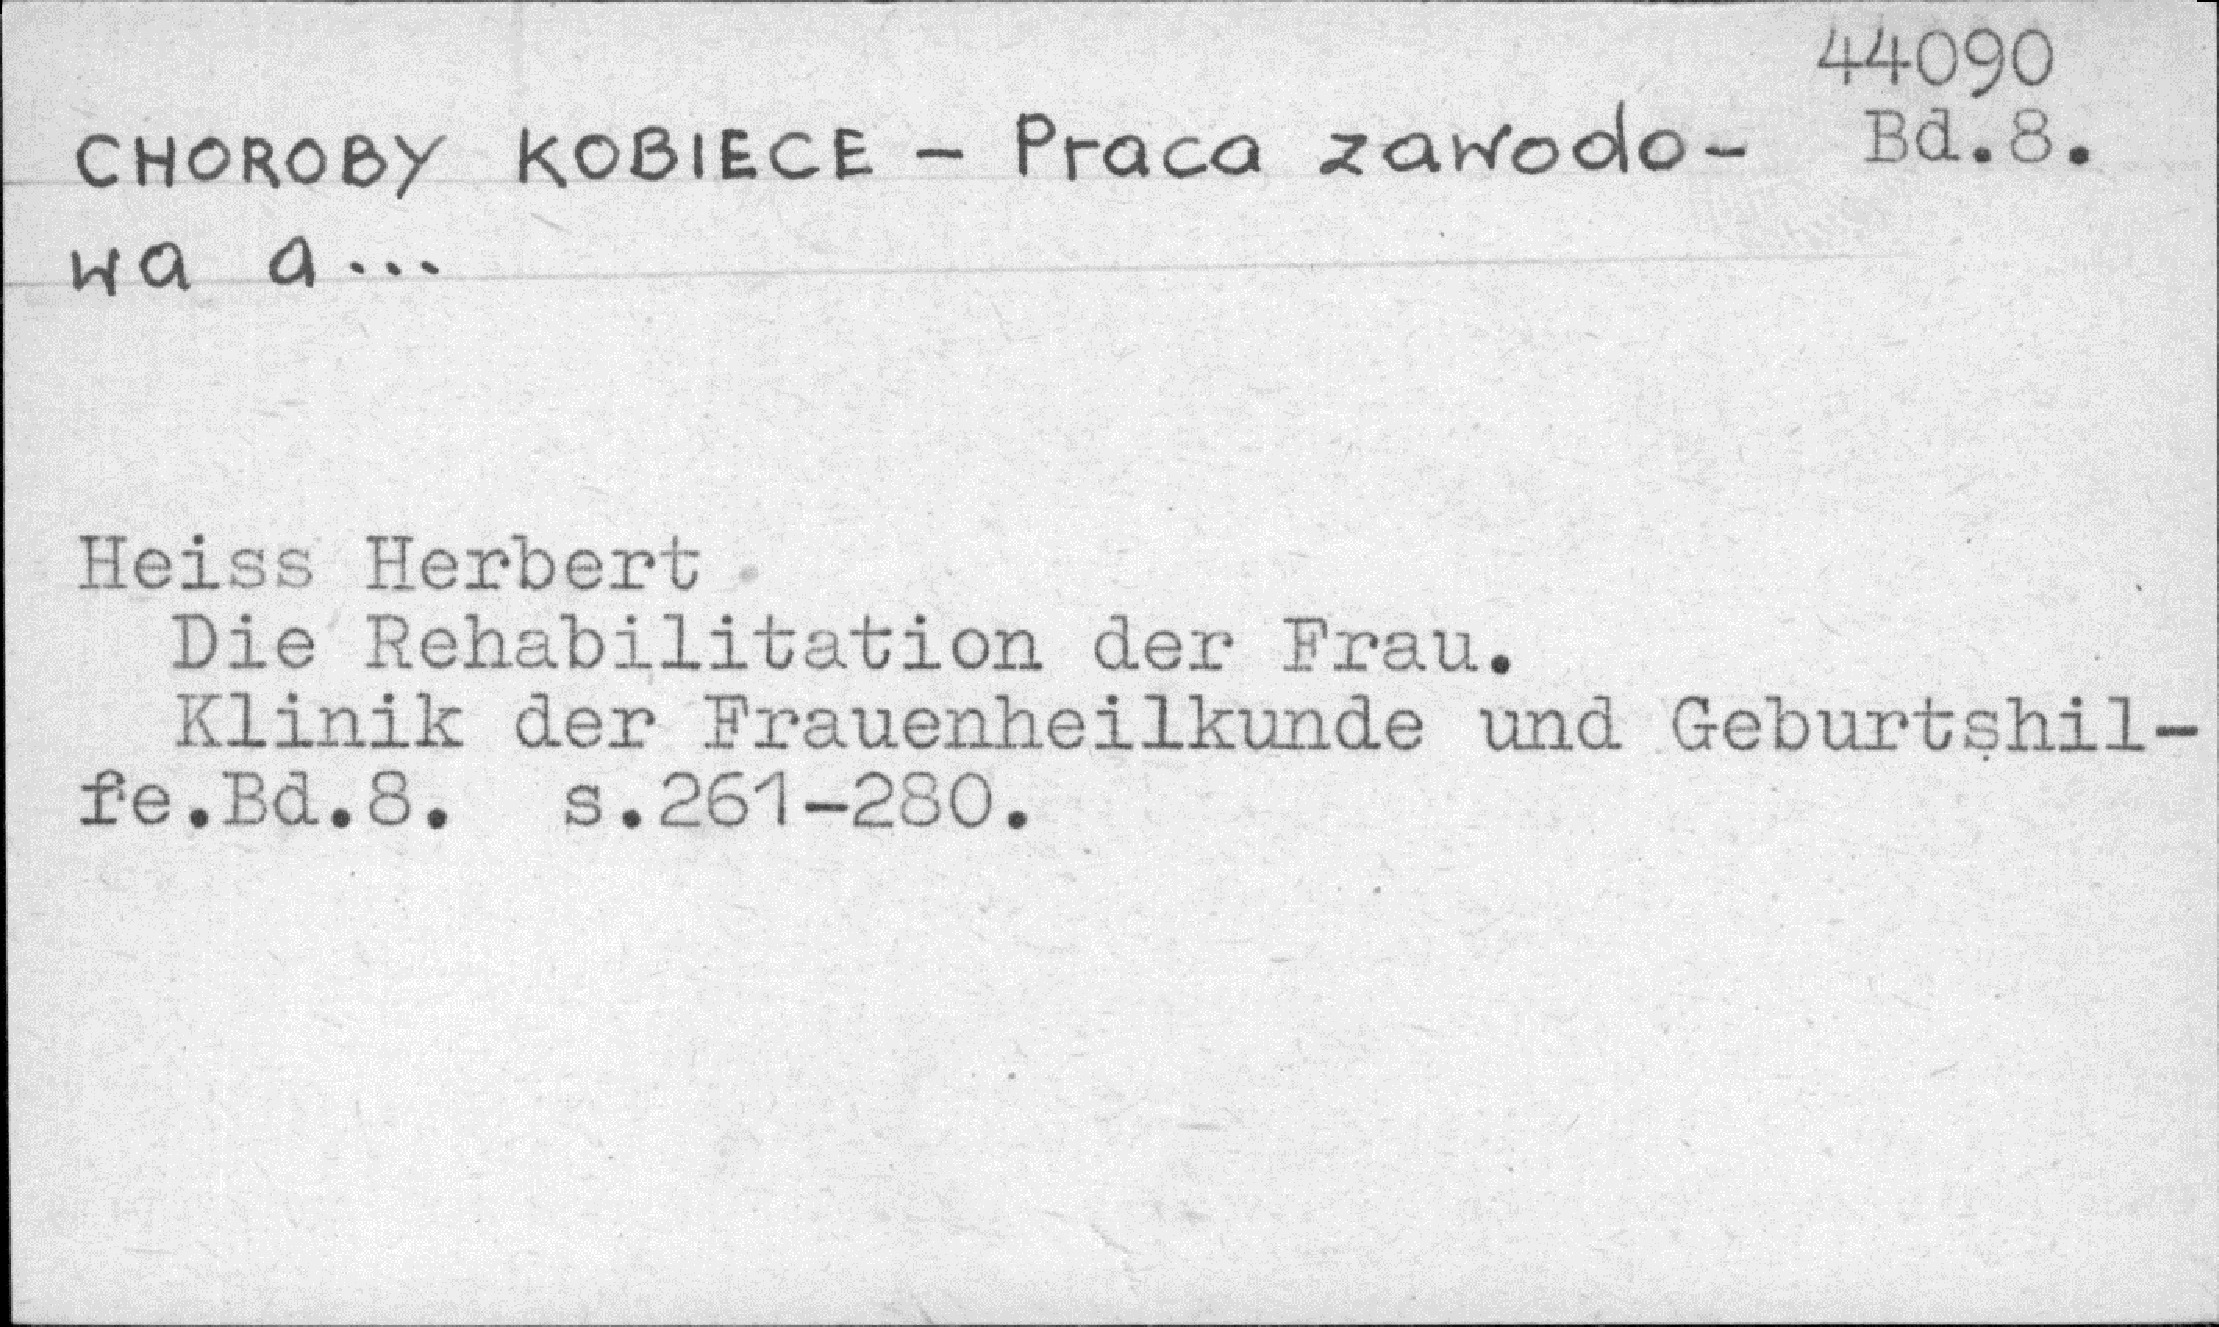 44090
CHOROBY KOBIECE - Praca zawodo- Bd.8.
wa a...
Heiss Herbert
Die Rehabilitation der Frau.
Klinik der Frauenheilkunde und Geburtshil-
fe.Bd.8. s.261-280.